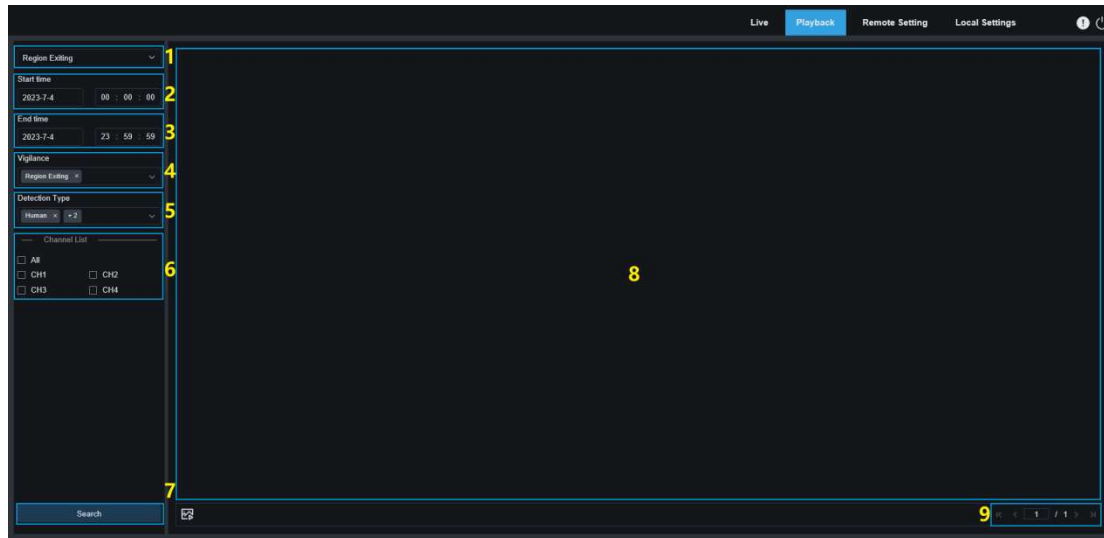 Live Playback Remote Setting Local Settings
Region Exiting 1
Start time
2023-7-4 00 : 00 : 00 2
End time
2023-7-4 23 : 59 : 59 3
Vigilance
Region Exiting × 4
Detection Type
Human × +2 5
Channel List
All
CH1 CH2 6
CH3 CH4
8
7
Search
9 1 / 1